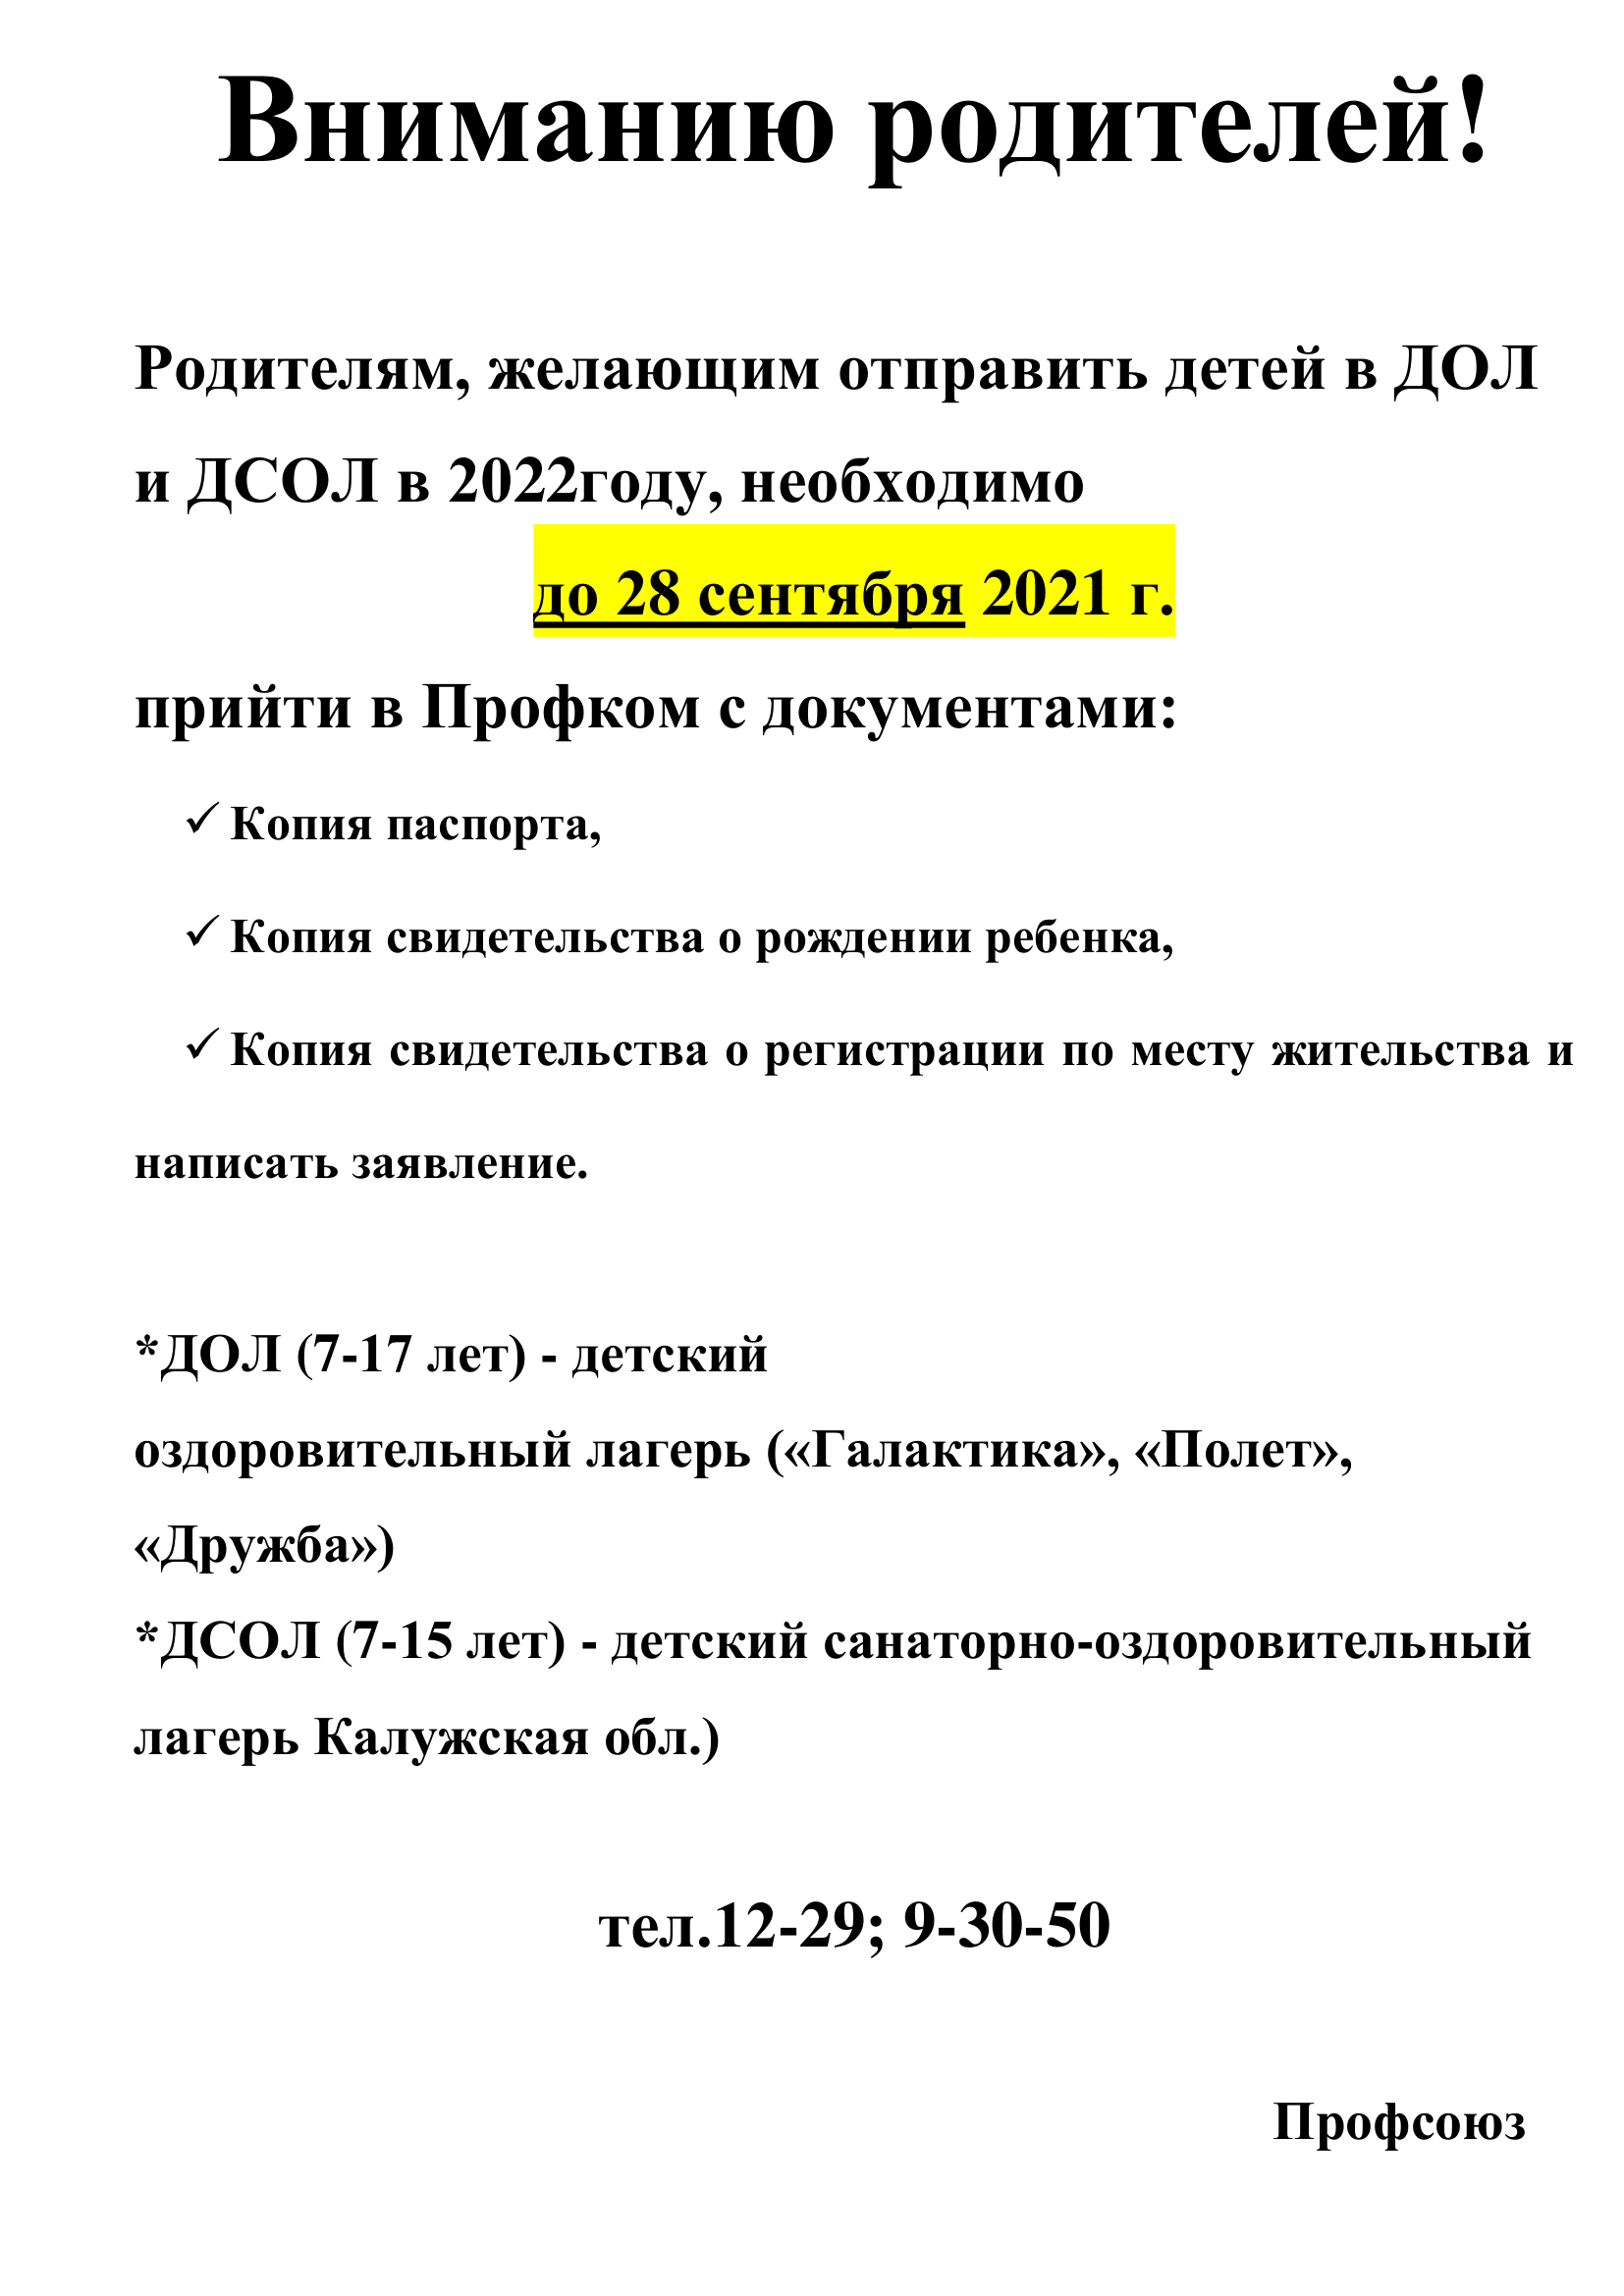 Вниманию родителей!
Родителям, желающим отправить детей в ДОЛ
и ДСОЛ в 2022году, необходимо
до 28 сентября 2021 г.
прийти в Профком с документами:
✓ Копия паспорта,
✓ Копия свидетельства о рождении ребенка,
✓ Копия свидетельства о регистрации по месту жительства и
написать заявление.
*ДОЛ (7-17 лет) - детский
оздоровительный лагерь («Галактика», «Полет»,
«Дружба»)
*ДСОЛ (7-15 лет) - детский санаторно-оздоровительный
лагерь Калужская обл.)
тел.12-29; 9-30-50
Профсоюз